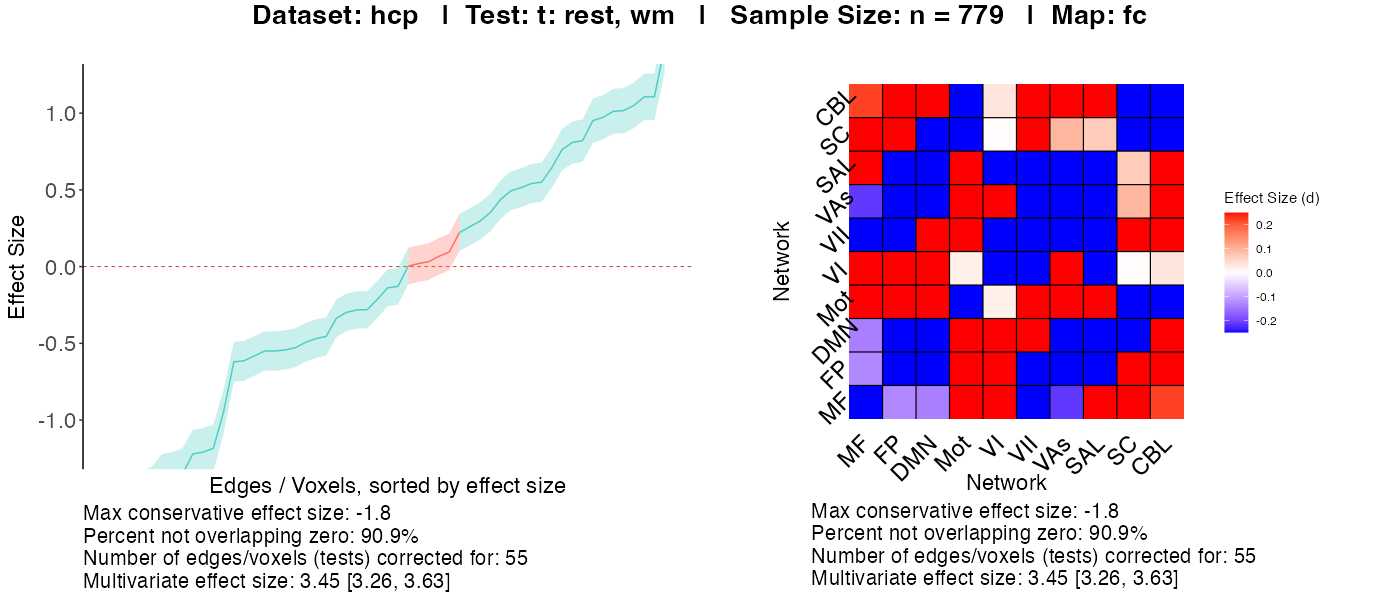 Dataset: hcp | Test: t: rest, wm | Sample Size: n = 779 | Map: fc
Effect Size
1.0
0.5
0.0
-0.5
-1.0
Edges / Voxels, sorted by effect size
Max conservative effect size: -1.8
Percent not overlapping zero: 90.9%
Number of edges/voxels (tests) corrected for: 55
Multivariate effect size: 3.45 [3.26, 3.63]
Network
CBL
SC
SAL
VAs
VII
VI
Mot
DMN
FP
MF
MF
FP
DMN
Mot
VI
VII
VAs
SAL
SC
CBL
Network
Effect Size (d)
0.2
0.1
0.0
-0.1
-0.2
Max conservative effect size: -1.8
Percent not overlapping zero: 90.9%
Number of edges/voxels (tests) corrected for: 55
Multivariate effect size: 3.45 [3.26, 3.63]